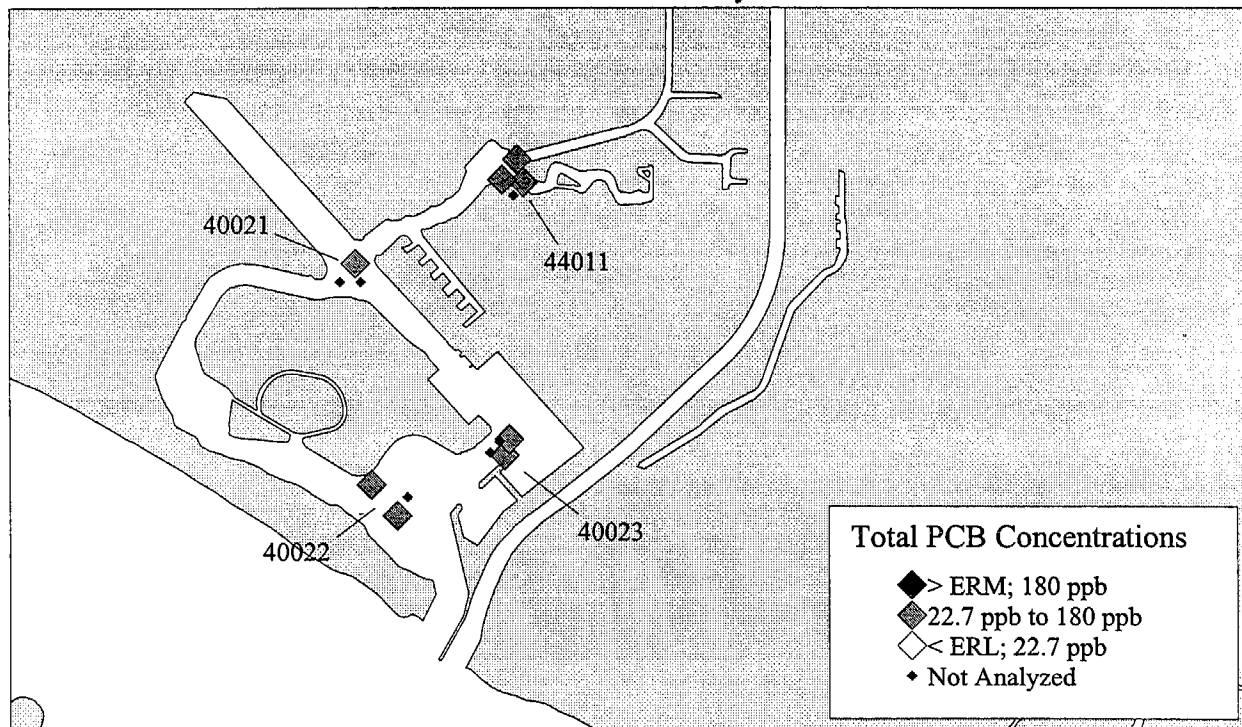 40021
44011
40022
40023
Total PCB Concentrations
> ERM; 180 ppb
22.7 ppb to 180 ppb
< ERL; 22.7 ppb
Not Analyzed